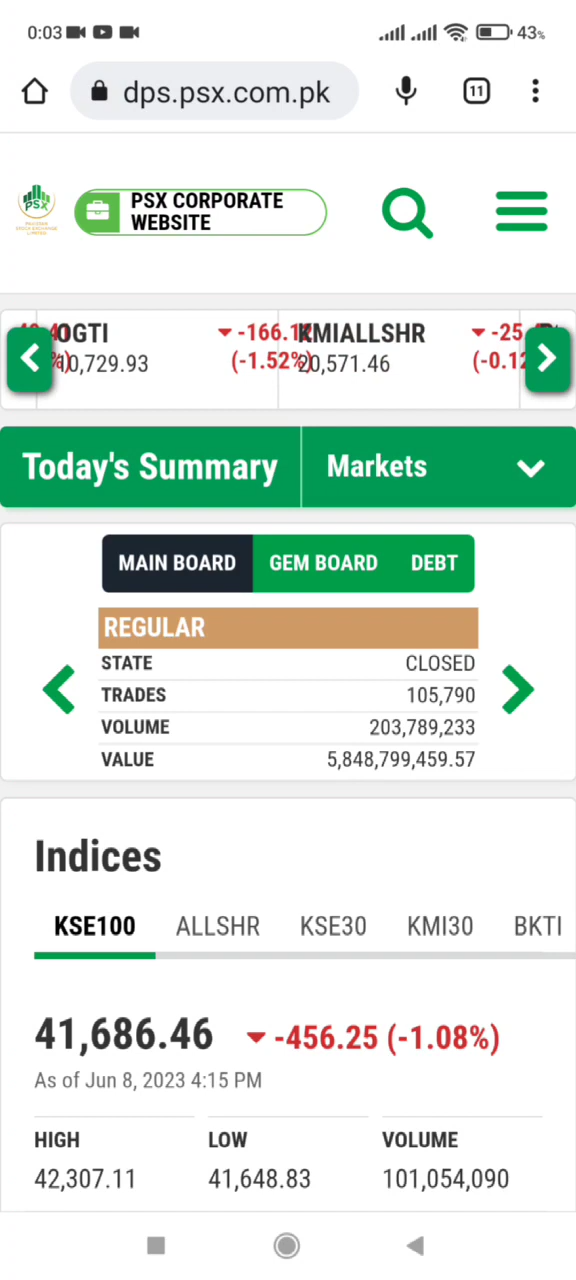 0:03 43%
dps.psx.com.pk 11
PSX
PSX CORPORATE
WEBSITE
OGTI -166.1 KMIALLSHR -25
10,729.93 (-1.52%) 20,571.46 (-0.12
Today's Summary Markets
MAIN BOARD GEM BOARD DEBT
REGULAR
STATE CLOSED
TRADES 105,790
VOLUME 203,789,233
VALUE 5,848,799,459.57
Indices
KSE100 ALLSHR KSE30 KMI30 BKTI
41,686.46 -456.25 (-1.08%)
As of Jun 8, 2023 4:15 PM
HIGH LOW VOLUME
42,307.11 41,648.83 101,054,090